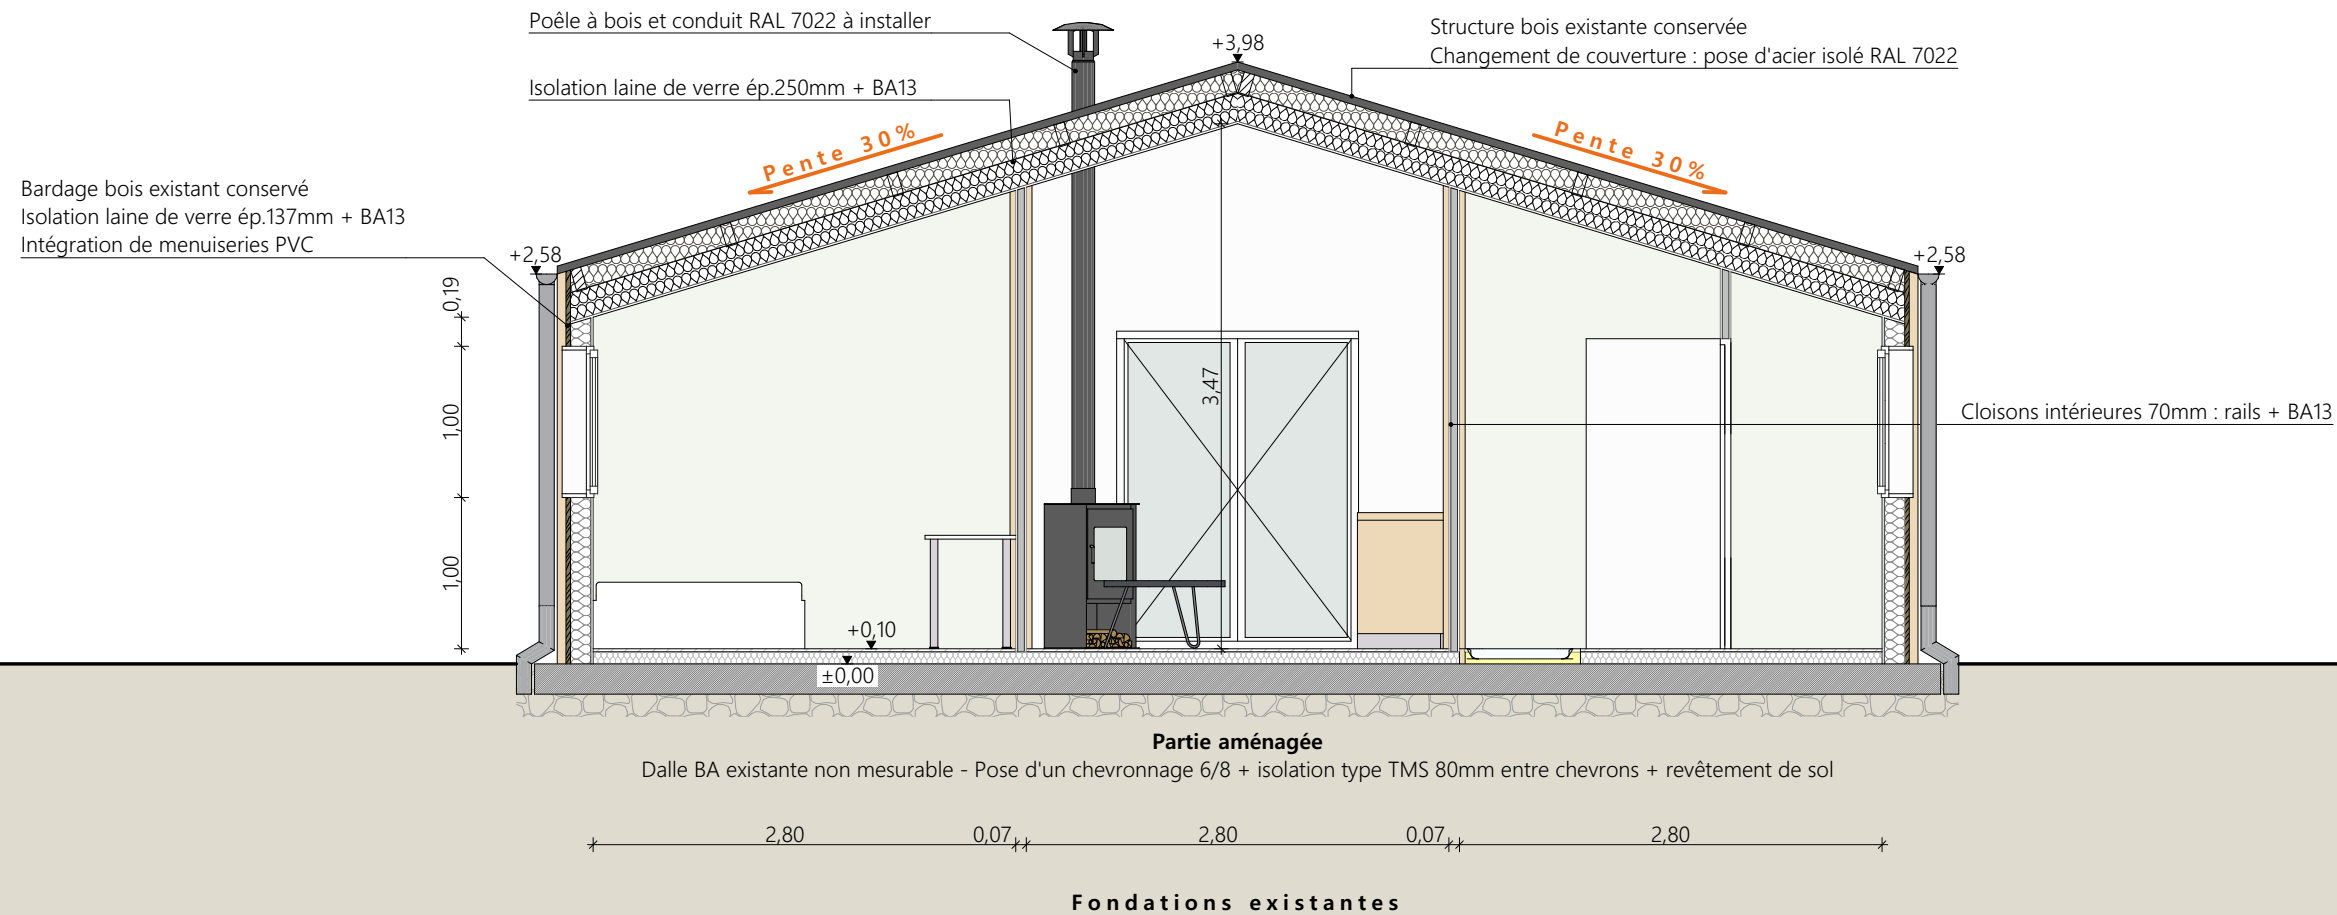 Poêle à bois et conduit RAL 7022 à installer
Isolation laine de verre ép.250mm + BA13
+3,98
Structure bois existante conservée
Changement de couverture : pose d'acier isolé RAL 7022
Pente 30%
Pente 30%
Bardage bois existant conservé
Isolation laine de verre ép.137mm + BA13
Intégration de menuiseries PVC
+2,58
+2,58
0,19
1,00
1,00
3,47
Cloisons intérieures 70mm : rails + BA13
+0,10
±0,00
Partie aménagée
Dalle BA existante non mesurable - Pose d'un chevronnage 6/8 + isolation type TMS 80mm entre chevrons + revêtement de sol
2,80 0,07 2,80 0,07 2,80
Fondations existantes